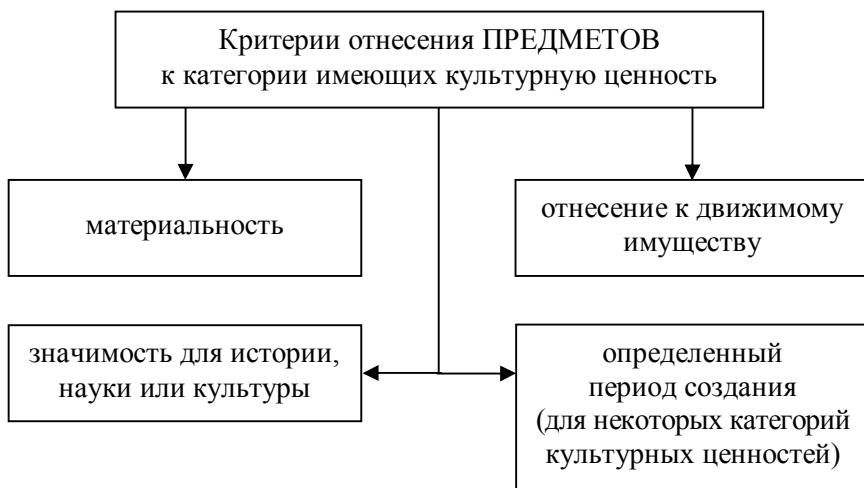 Критерии отнесения ПРЕДМЕТОВ
к категории имеющих культурную ценность
материальность
отнесение к движимому
имуществу
значимость для истории,
науки или культуры
определенный
период создания
(для некоторых категорий
культурных ценностей)